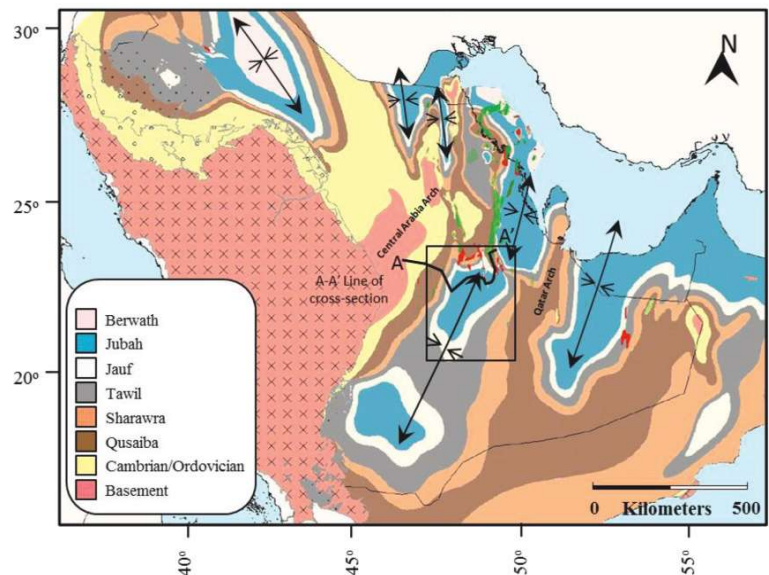 30°
25°
20°
40°
45°
50°
55°
N
Central Arabia Arch
A
A'
A-A' Line of
cross-section
Qatar Arch
Berwath
Jubah
Jauf
Tawil
Sharawra
Qusaiba
Cambrian/Ordovician
Basement
0 Kilometers 500